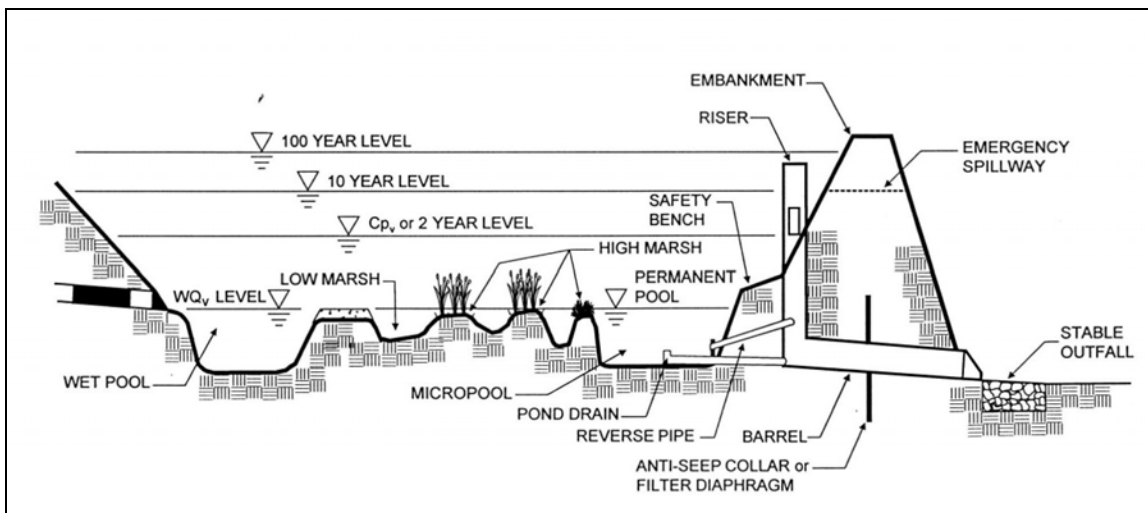 EMBANKMENT
RISER
100 YEAR LEVEL
EMERGENCY
SPILLWAY
10 YEAR LEVEL
SAFETY
BENCH
Cpv or 2 YEAR LEVEL
HIGH MARSH
LOW MARSH
PERMANENT
POOL
WQv LEVEL
STABLE
OUTFALL
WET POOL
MICROPOOL
POND DRAIN
REVERSE PIPE
BARREL
ANTI-SEEP COLLAR or
FILTER DIAPHRAGM